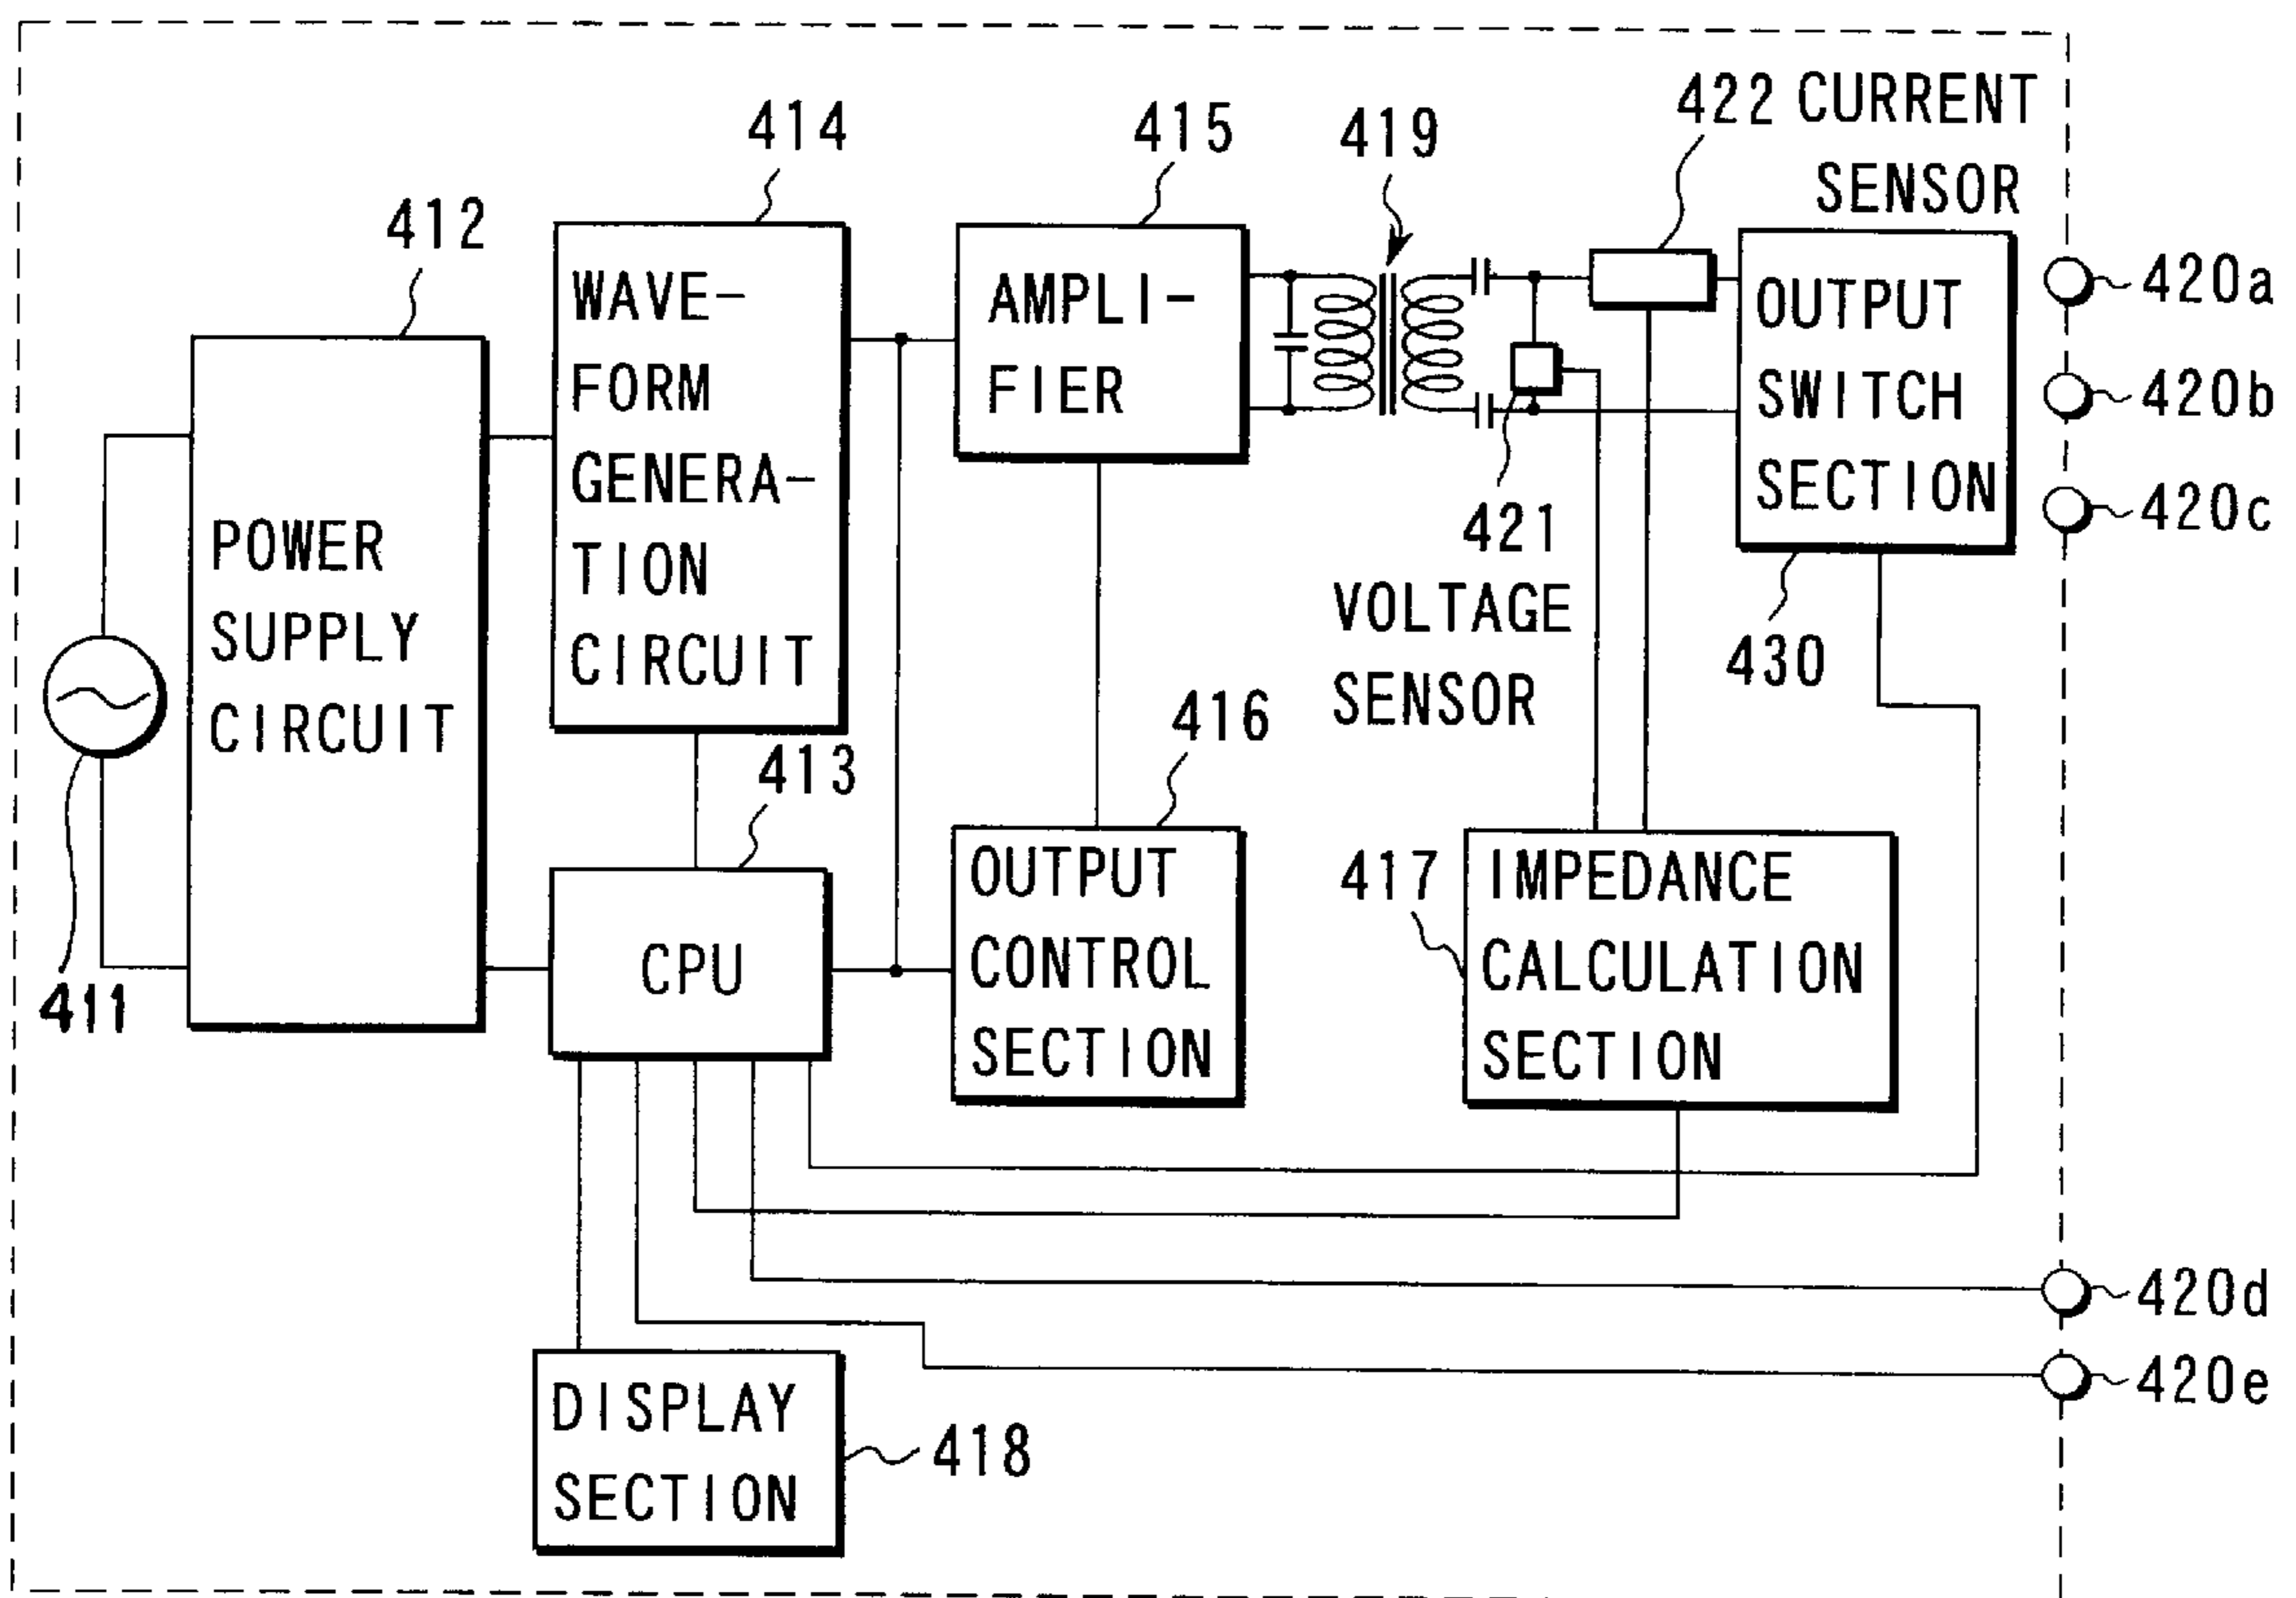 422 CURRENT
SENSOR
414
415
419
412
WAVE-
FORM
GENERA-
TION
CIRCUIT
AMPLI-
FIER
OUTPUT
SWITCH
SECTION
420a
420b
420c
421
VOLTAGE
SENSOR
430
POWER
SUPPLY
CIRCUIT
411
413
416
CPU
OUTPUT
CONTROL
SECTION
417
IMPEDANCE
CALCULATION
SECTION
420d
420e
DISPLAY
SECTION
418